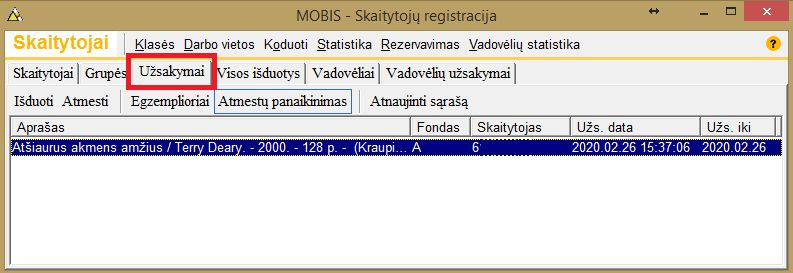 MOBIS - Skaitytojų registracija
Skaitytojai Klasės Darbo vietos Koduoti Statistika Rezervavimas Vadovėlių statistika ?
Skaitytojai Grupės Užsakymai Visos išduotys Vadovėliai Vadovėlių užsakymai
Išduoti Atmesti Egzemplioriai Atmestų panaikinimas Atnaujinti sąrašą
Aprašas Fondas Skaitytojas Užs. data Užs. iki
Atšiaurus akmens amžius / Terry Deary. - 2000. - 128 p. - (Kraupi... A 6 2020.02.26 15:37:06 2020.02.26